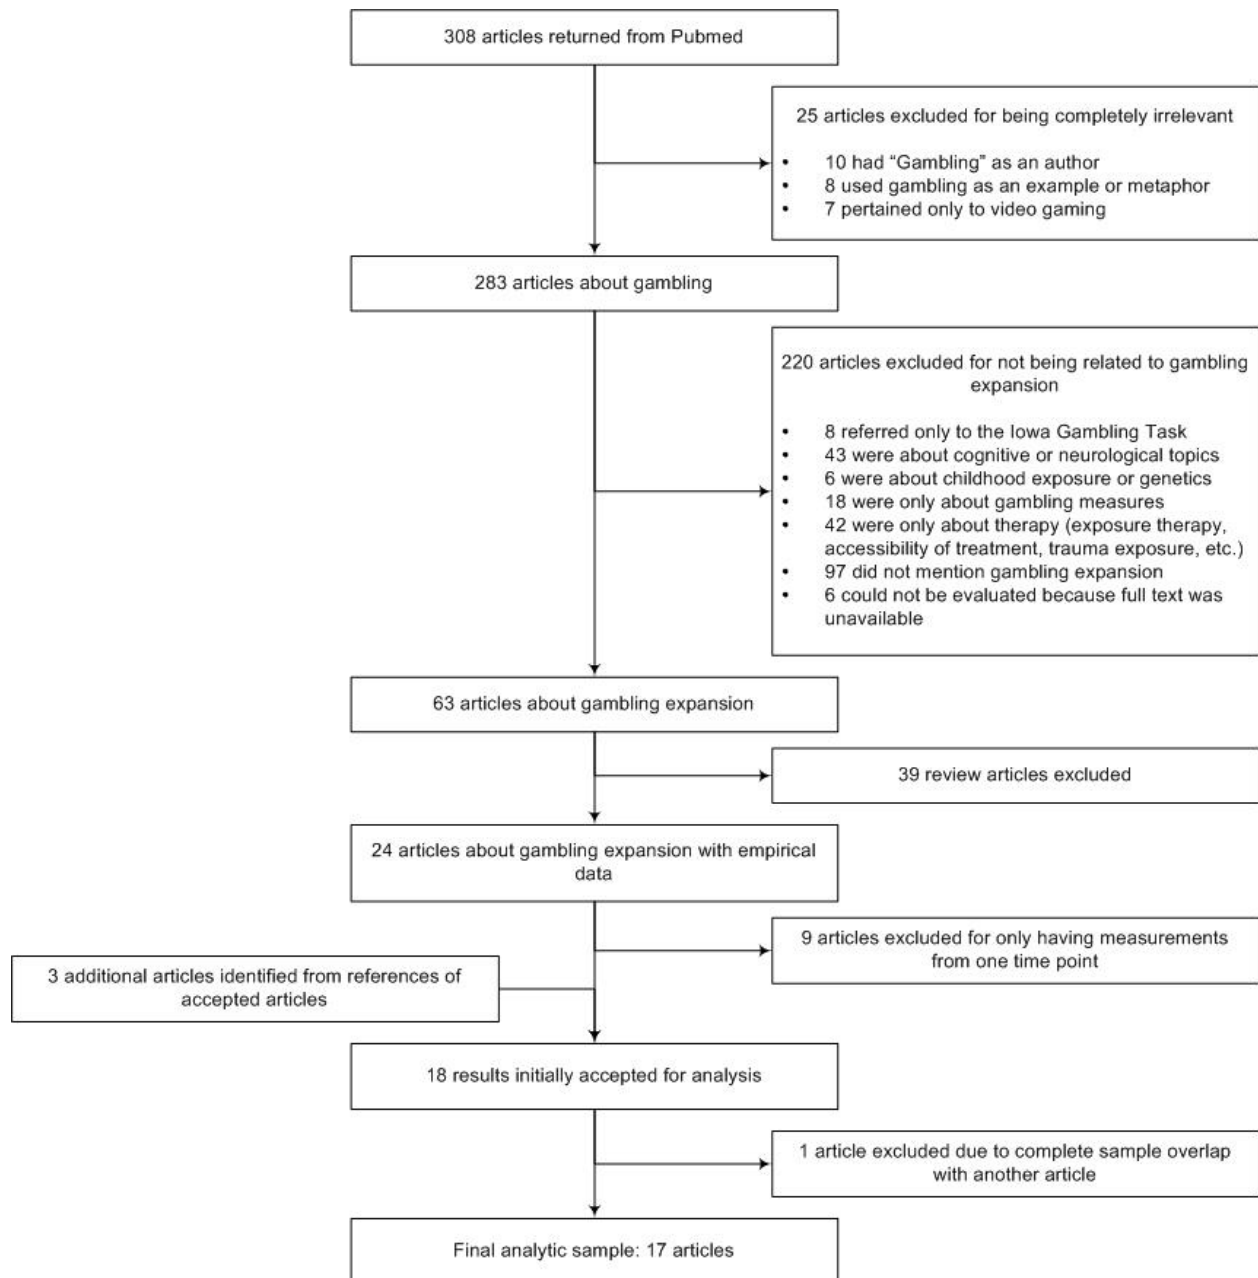 308 articles returned from Pubmed
25 articles excluded for being completely irrelevant
• 10 had “Gambling” as an author
• 8 used gambling as an example or metaphor
• 7 pertained only to video gaming
283 articles about gambling
220 articles excluded for not being related to gambling
expansion
• 8 referred only to the Iowa Gambling Task
• 43 were about cognitive or neurological topics
• 6 were about childhood exposure or genetics
• 18 were only about gambling measures
• 42 were only about therapy (exposure therapy,
accessibility of treatment, trauma exposure, etc.)
• 97 did not mention gambling expansion
• 6 could not be evaluated because full text was
unavailable
63 articles about gambling expansion
39 review articles excluded
24 articles about gambling expansion with empirical
data
9 articles excluded for only having measurements
from one time point
3 additional articles identified from references of
accepted articles
18 results initially accepted for analysis
1 article excluded due to complete sample overlap
with another article
Final analytic sample: 17 articles